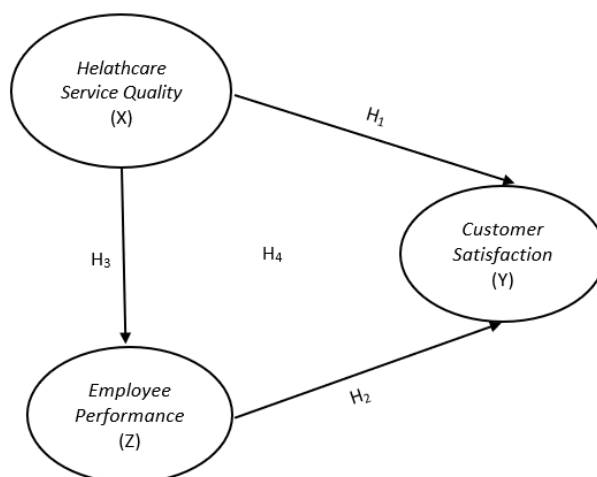 Helathcare
Service Quality
(X)
H1
Customer
Satisfaction
(Y)
H3
H4
Employee
Performance
(Z)
H2